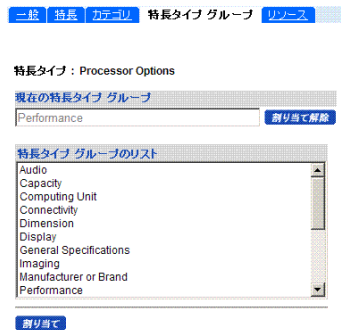 一般 特長 カテゴリ 特長タイプ グループ リソース
特長タイプ : Processor Options
現在の特長タイプ グループ
Performance 割り当て解除
特長タイプ グループのリスト
Audio
Capacity
Computing Unit
Connectivity
Dimension
Display
General Specifications
Imaging
Manufacturer or Brand
Performance
割り当て